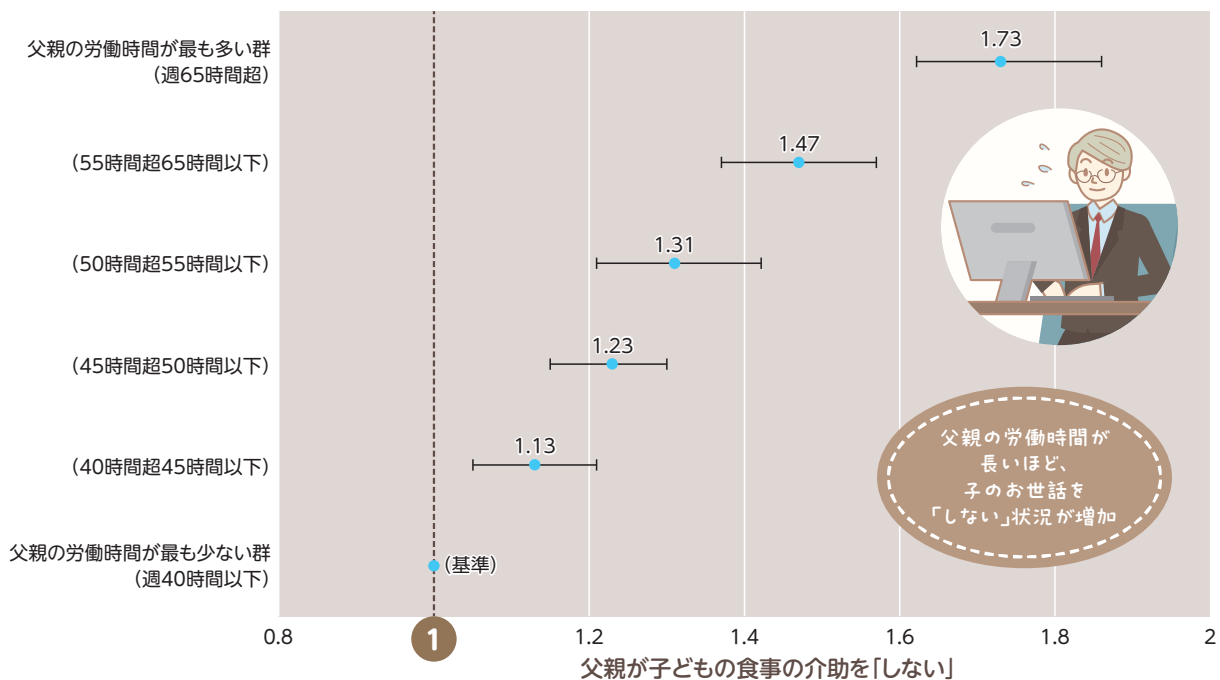 父親の労働時間が最も多い群
（週65時間超）
1.73
（55時間超65時間以下）
1.47
（50時間超55時間以下）
1.31
（45時間超50時間以下）
1.23
（40時間超45時間以下）
1.13
父親の労働時間が最も少ない群
（週40時間以下）
（基準）
父親の労働時間が
長いほど、
子のお世話を
「しない」状況が増加
0.8 1 1.2 1.4 1.6 1.8 2
父親が子どもの食事の介助を「しない」